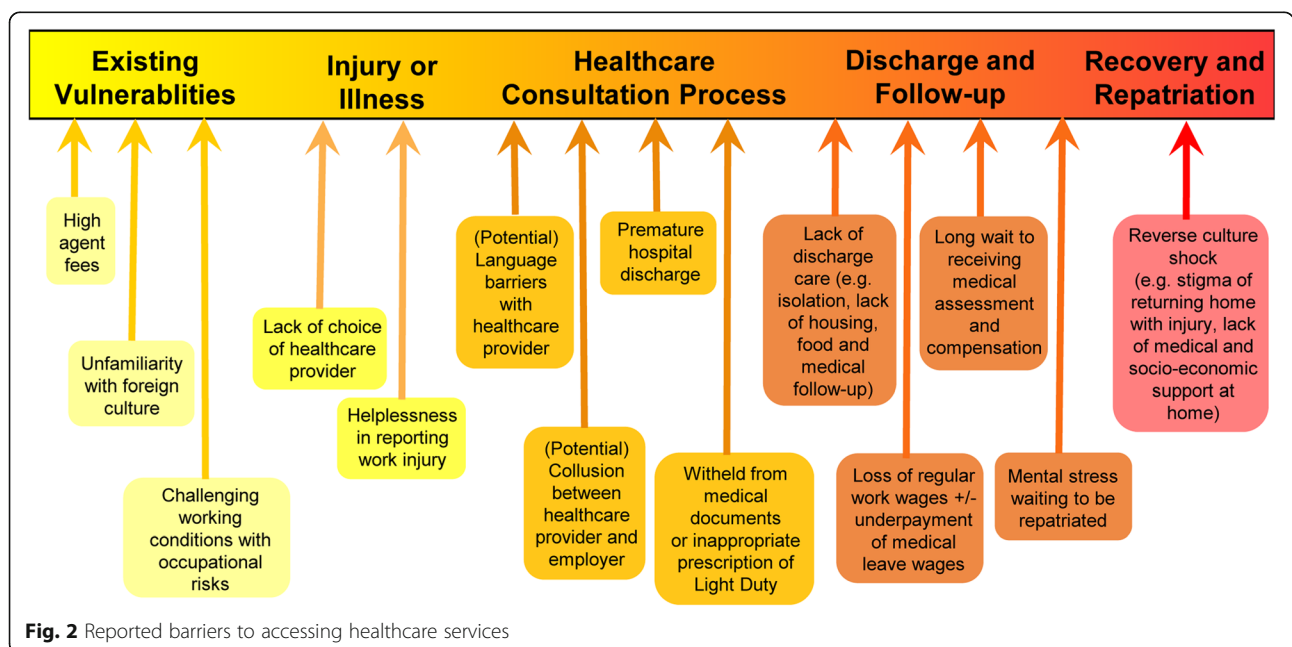 Existing
Vulnerablities
Injury or
Illness
Healthcare
Consultation Process
Discharge and
Follow-up
Recovery and
Repatriation
High
agent
fees
Unfamiliarity
with foreign
culture
Challenging
working
conditions with
occupational
risks
Lack of choice
of healthcare
provider
Helplessness
in reporting
work injury
(Potential)
Language
barriers
with
healthcare
provider
(Potential)
Collusion
between
healthcare
provider and
employer
Premature
hospital
discharge
Witheld from
medical
documents
or inappropriate
prescription of
Light Duty
Lack of
discharge
care (e.g.
isolation, lack
of housing,
food and
medical
follow-up)
Loss of regular
work wages +/-
underpayment
of medical
leave wages
Long wait to
receiving
medical
assessment
and
compensation
Mental stress
waiting to be
repatriated
Reverse culture
shock
(e.g. stigma of
returning home
with injury, lack
of medical and
socio-economic
support at
home)
Fig. 2 Reported barriers to accessing healthcare services